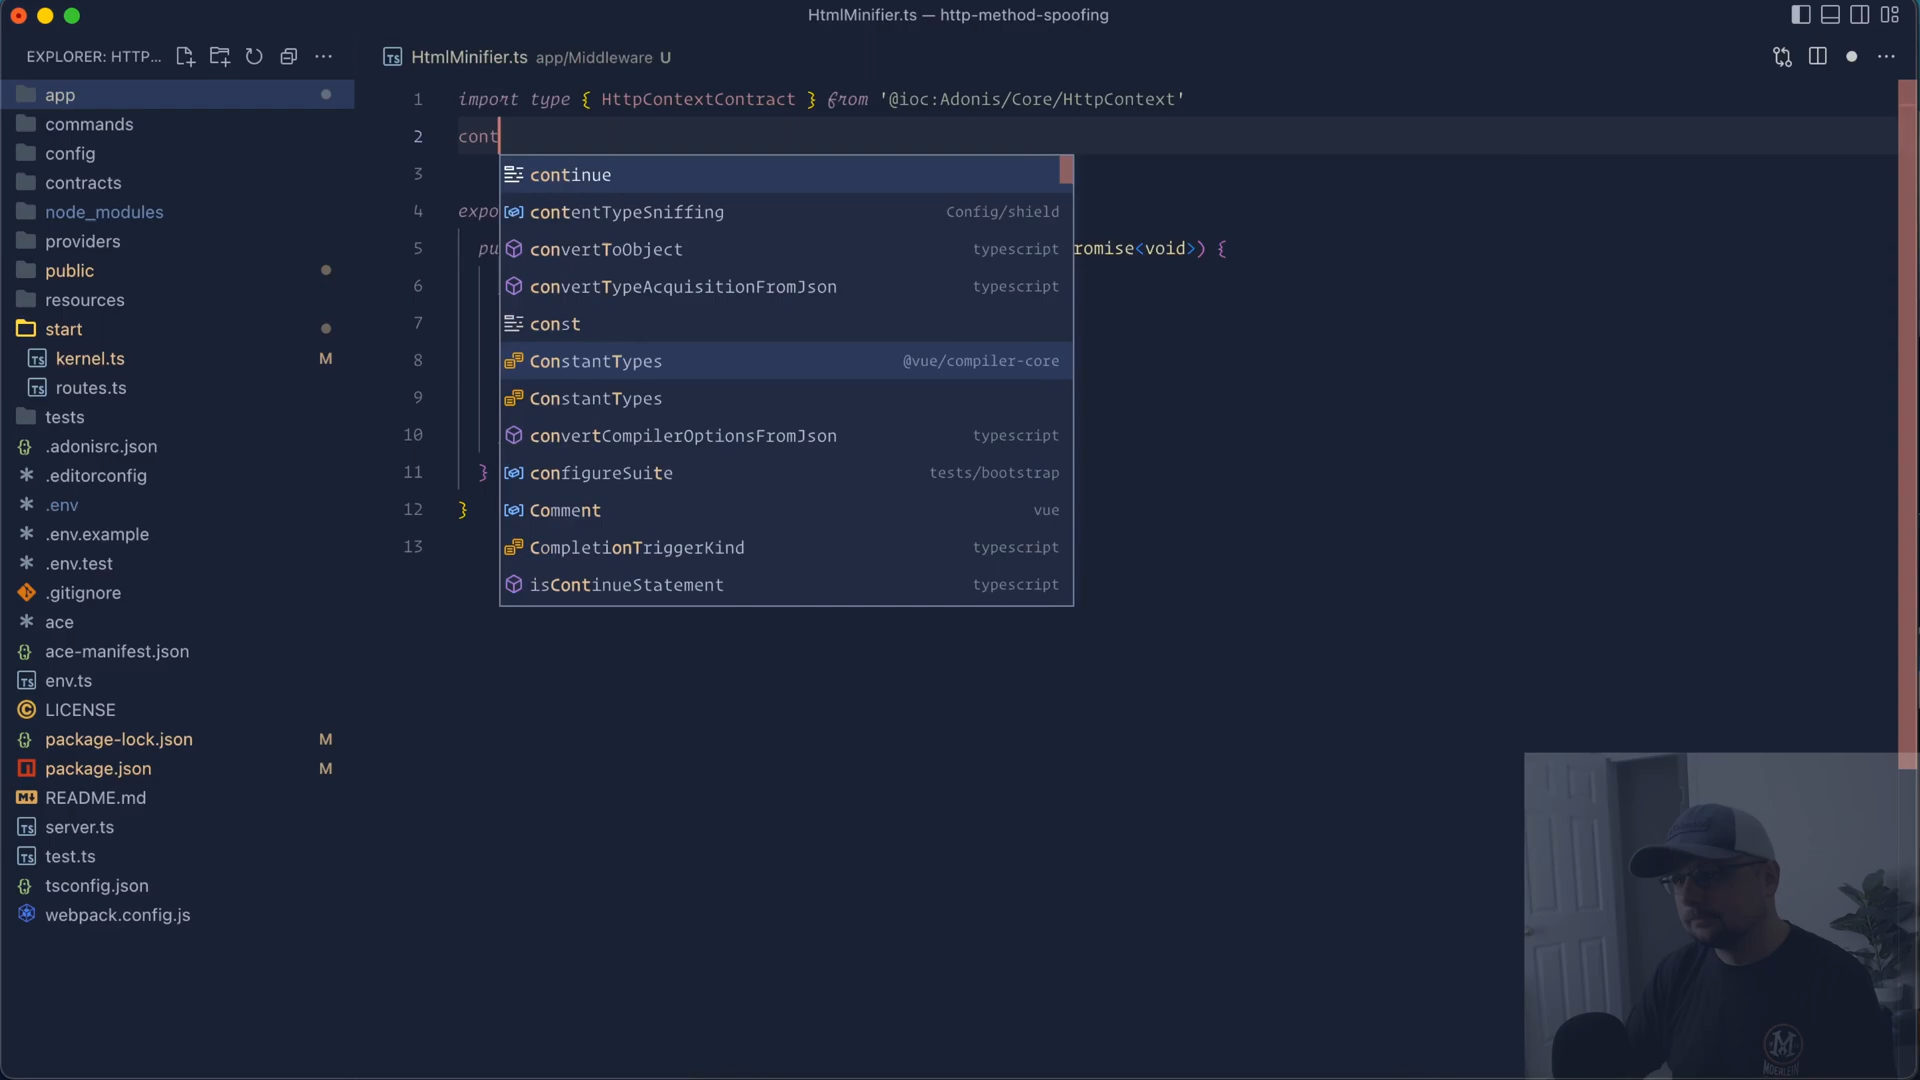 HtmlMinifier.ts — http-method-spoofing
EXPLORER: HTTP...
HtmlMinifier.ts app/Middleware U
app
commands
config
contracts
node_modules
providers
public
resources
start
kernel.ts M
routes.ts
tests
.adonisrc.json
.editorconfig
.env
.env.example
.env.test
.gitignore
ace
ace-manifest.json
env.ts
LICENSE
package-lock.json M
package.json M
README.md
server.ts
test.ts
tsconfig.json
webpack.config.js
1 import type { HttpContextContract } from '@ioc:Adonis/Core/HttpContext'
2 cont
3
4 expo
5 pu romise<void>) {
6
7
8
9
10
11 }
12 }
13
continue
contentTypeSniffing Config/shield
convertToObject typescript
convertTypeAcquisitionFromJson typescript
const
ConstantTypes @vue/compiler-core
ConstantTypes
convertCompilerOptionsFromJson typescript
configureSuite tests/bootstrap
Comment vue
CompletionTriggerKind typescript
isContinueStatement typescript
M
MOERLEIN